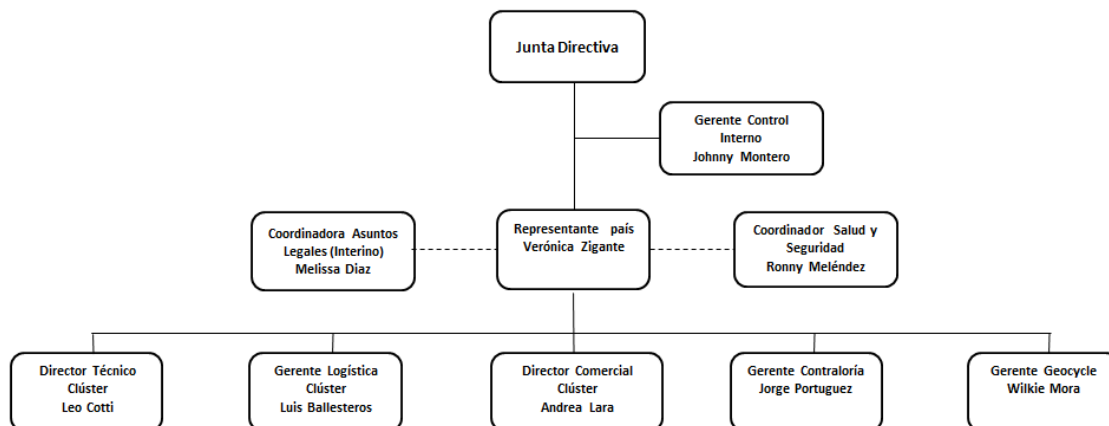 Junta Directiva
Gerente Control
Interno
Johnny Montero
Coordinadora Asuntos
Legales (Interino)
Melissa Diaz
Representante país
Verónica Zigante
Coordinador Salud y
Seguridad
Ronny Meléndez
Director Técnico
Clúster
Leo Cotti
Gerente Logística
Clúster
Luis Ballesteros
Director Comercial
Clúster
Andrea Lara
Gerente Contraloría
Jorge Portuguez
Gerente Geocycle
Wilkie Mora